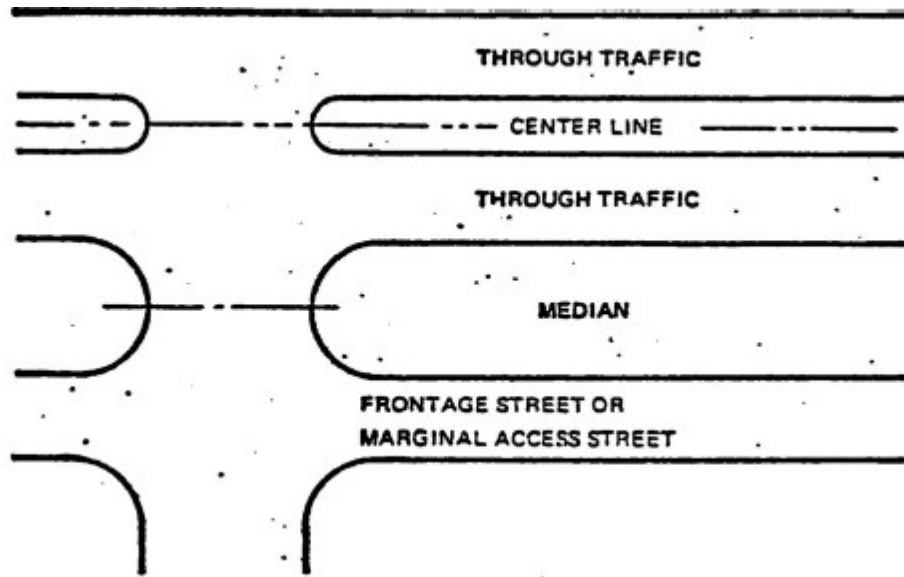 THROUGH TRAFFIC
CENTER LINE
THROUGH TRAFFIC
MEDIAN
FRONTAGE STREET OR
MARGINAL ACCESS STREET